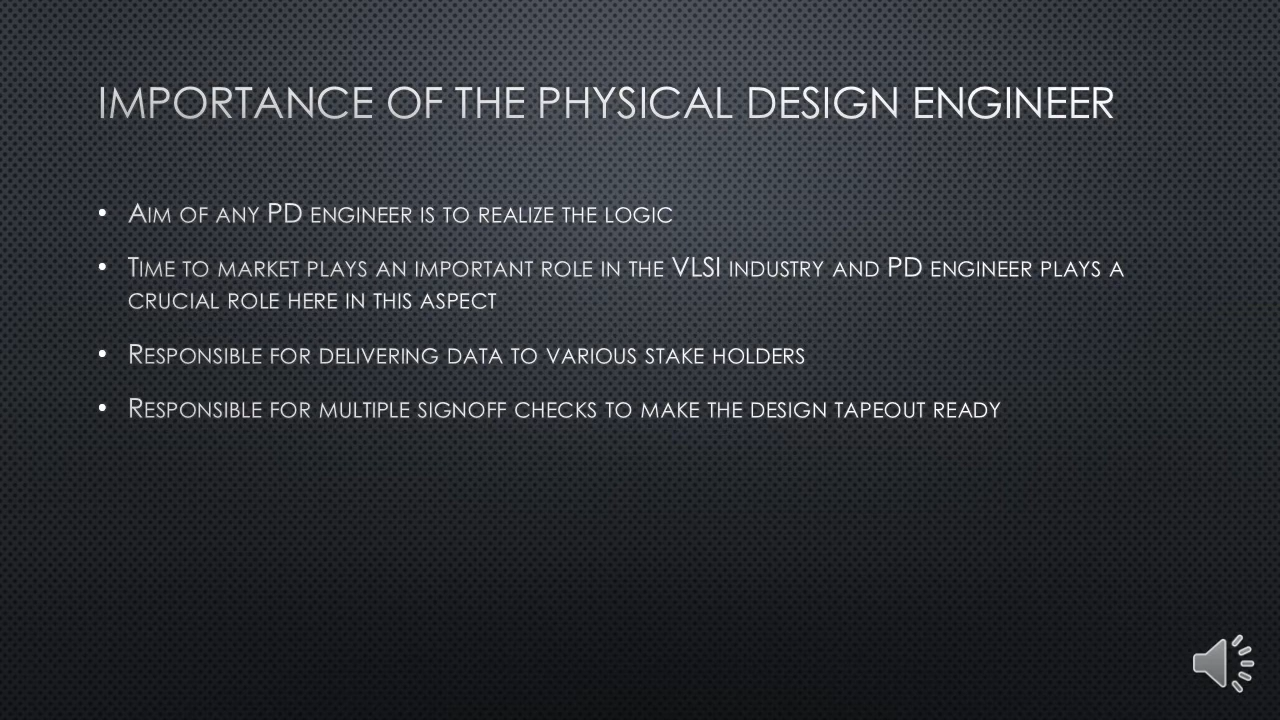 IMPORTANCE OF THE PHYSICAL DESIGN ENGINEER
• Aim of any PD engineer is to realize the logic
• Time to market plays an important role in the VLSI industry and PD engineer plays a
crucial role here in this aspect
• Responsible for delivering data to various stake holders
• Responsible for multiple signoff checks to make the design tapeout ready